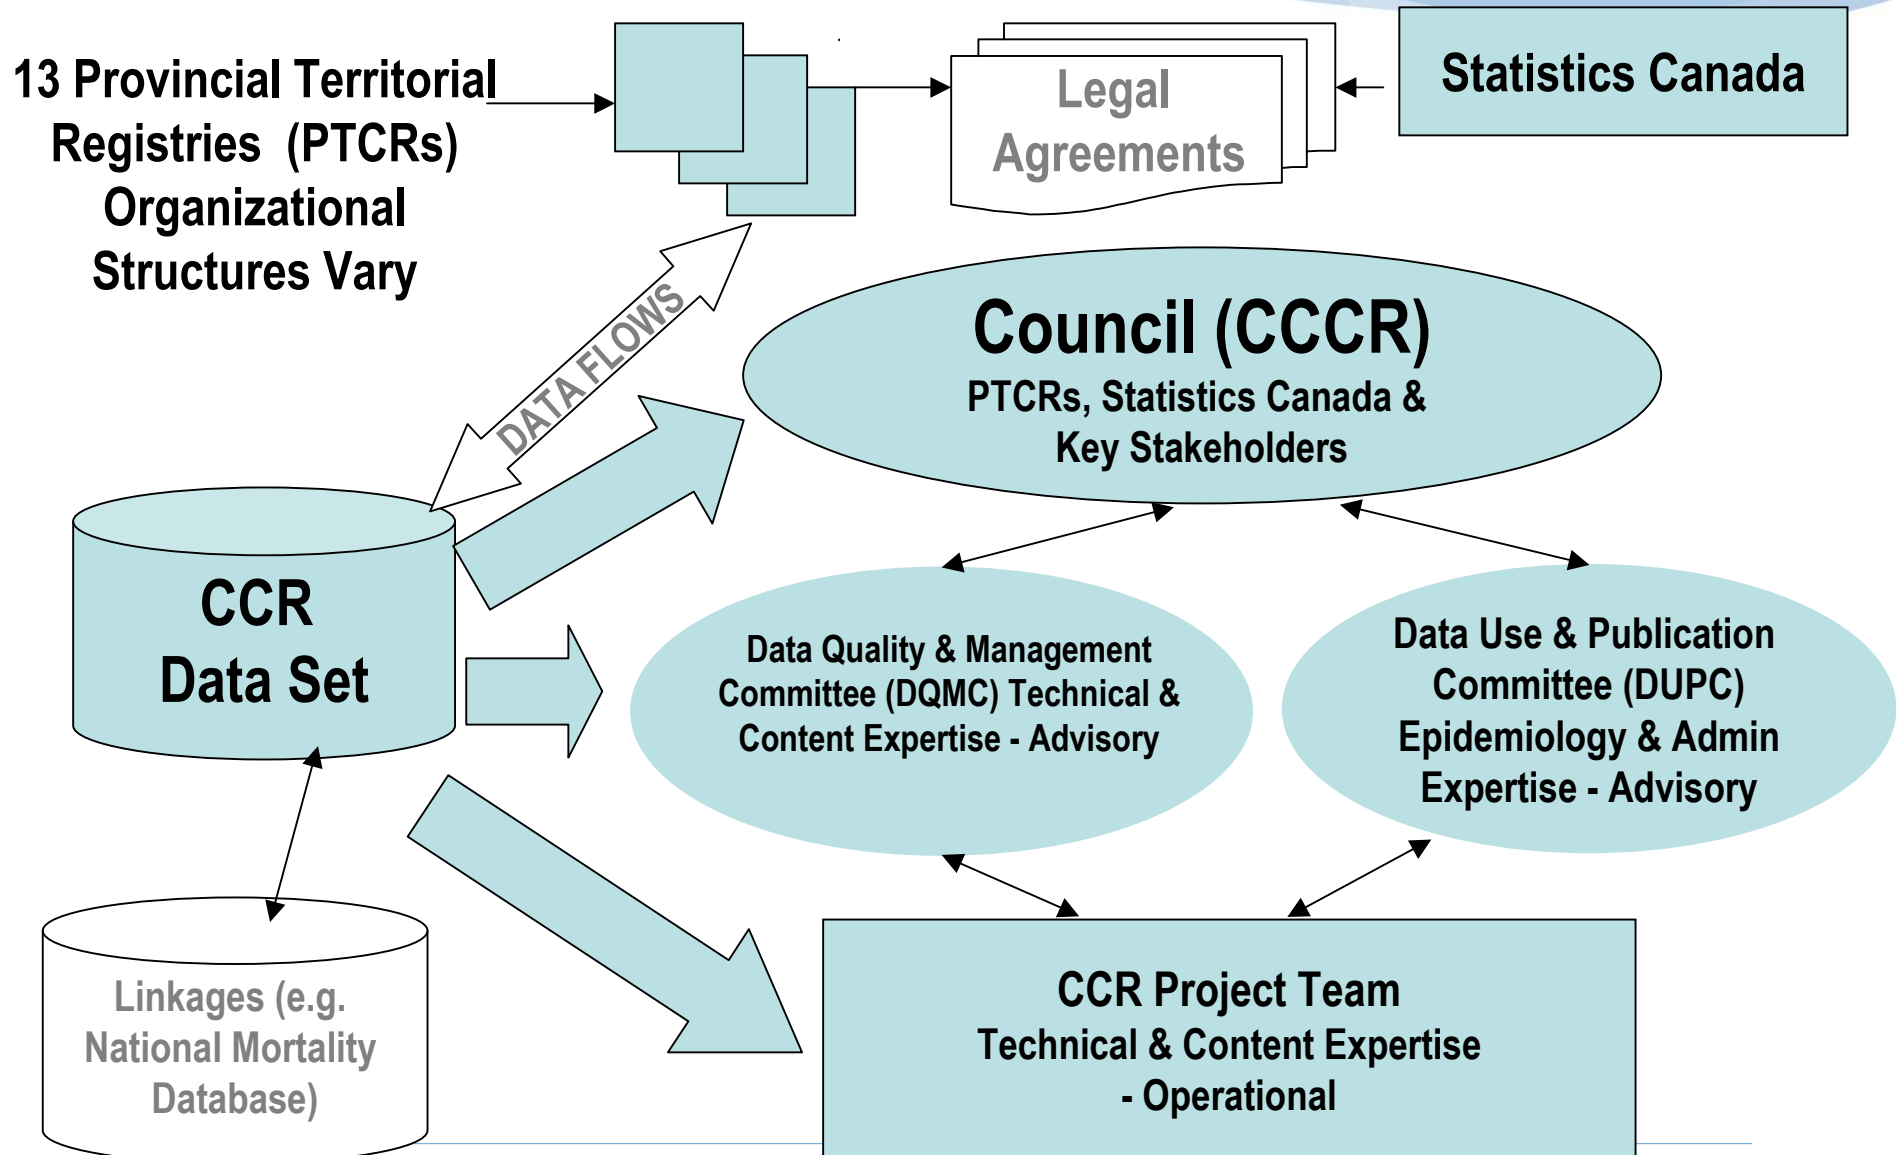 13 Provincial Territorial
Registries (PTCRs)
Organizational
Structures Vary
Legal
Agreements
Statistics Canada
DATA FLOWS
Council (CCCR)
PTCRs, Statistics Canada &
Key Stakeholders
CCR
Data Set
Data Quality & Management
Committee (DQMC) Technical &
Content Expertise - Advisory
Data Use & Publication
Committee (DUPC)
Epidemiology & Admin
Expertise - Advisory
Linkages (e.g.
National Mortality
Database)
CCR Project Team
Technical & Content Expertise
- Operational